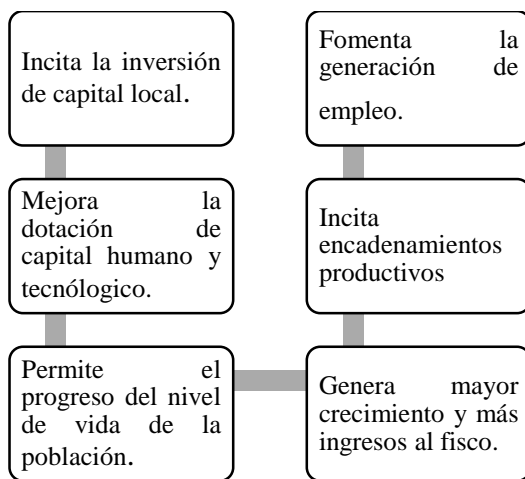 Incita la inversión
de capital local.
Mejora la
dotación de
capital humano y
tecnólogico.
Permite el
progreso del nivel
de vida de la
población.
Genera mayor
crecimiento y más
ingresos al fisco.
Incita
encadenamientos
productivos
Fomenta la
generación de
empleo.